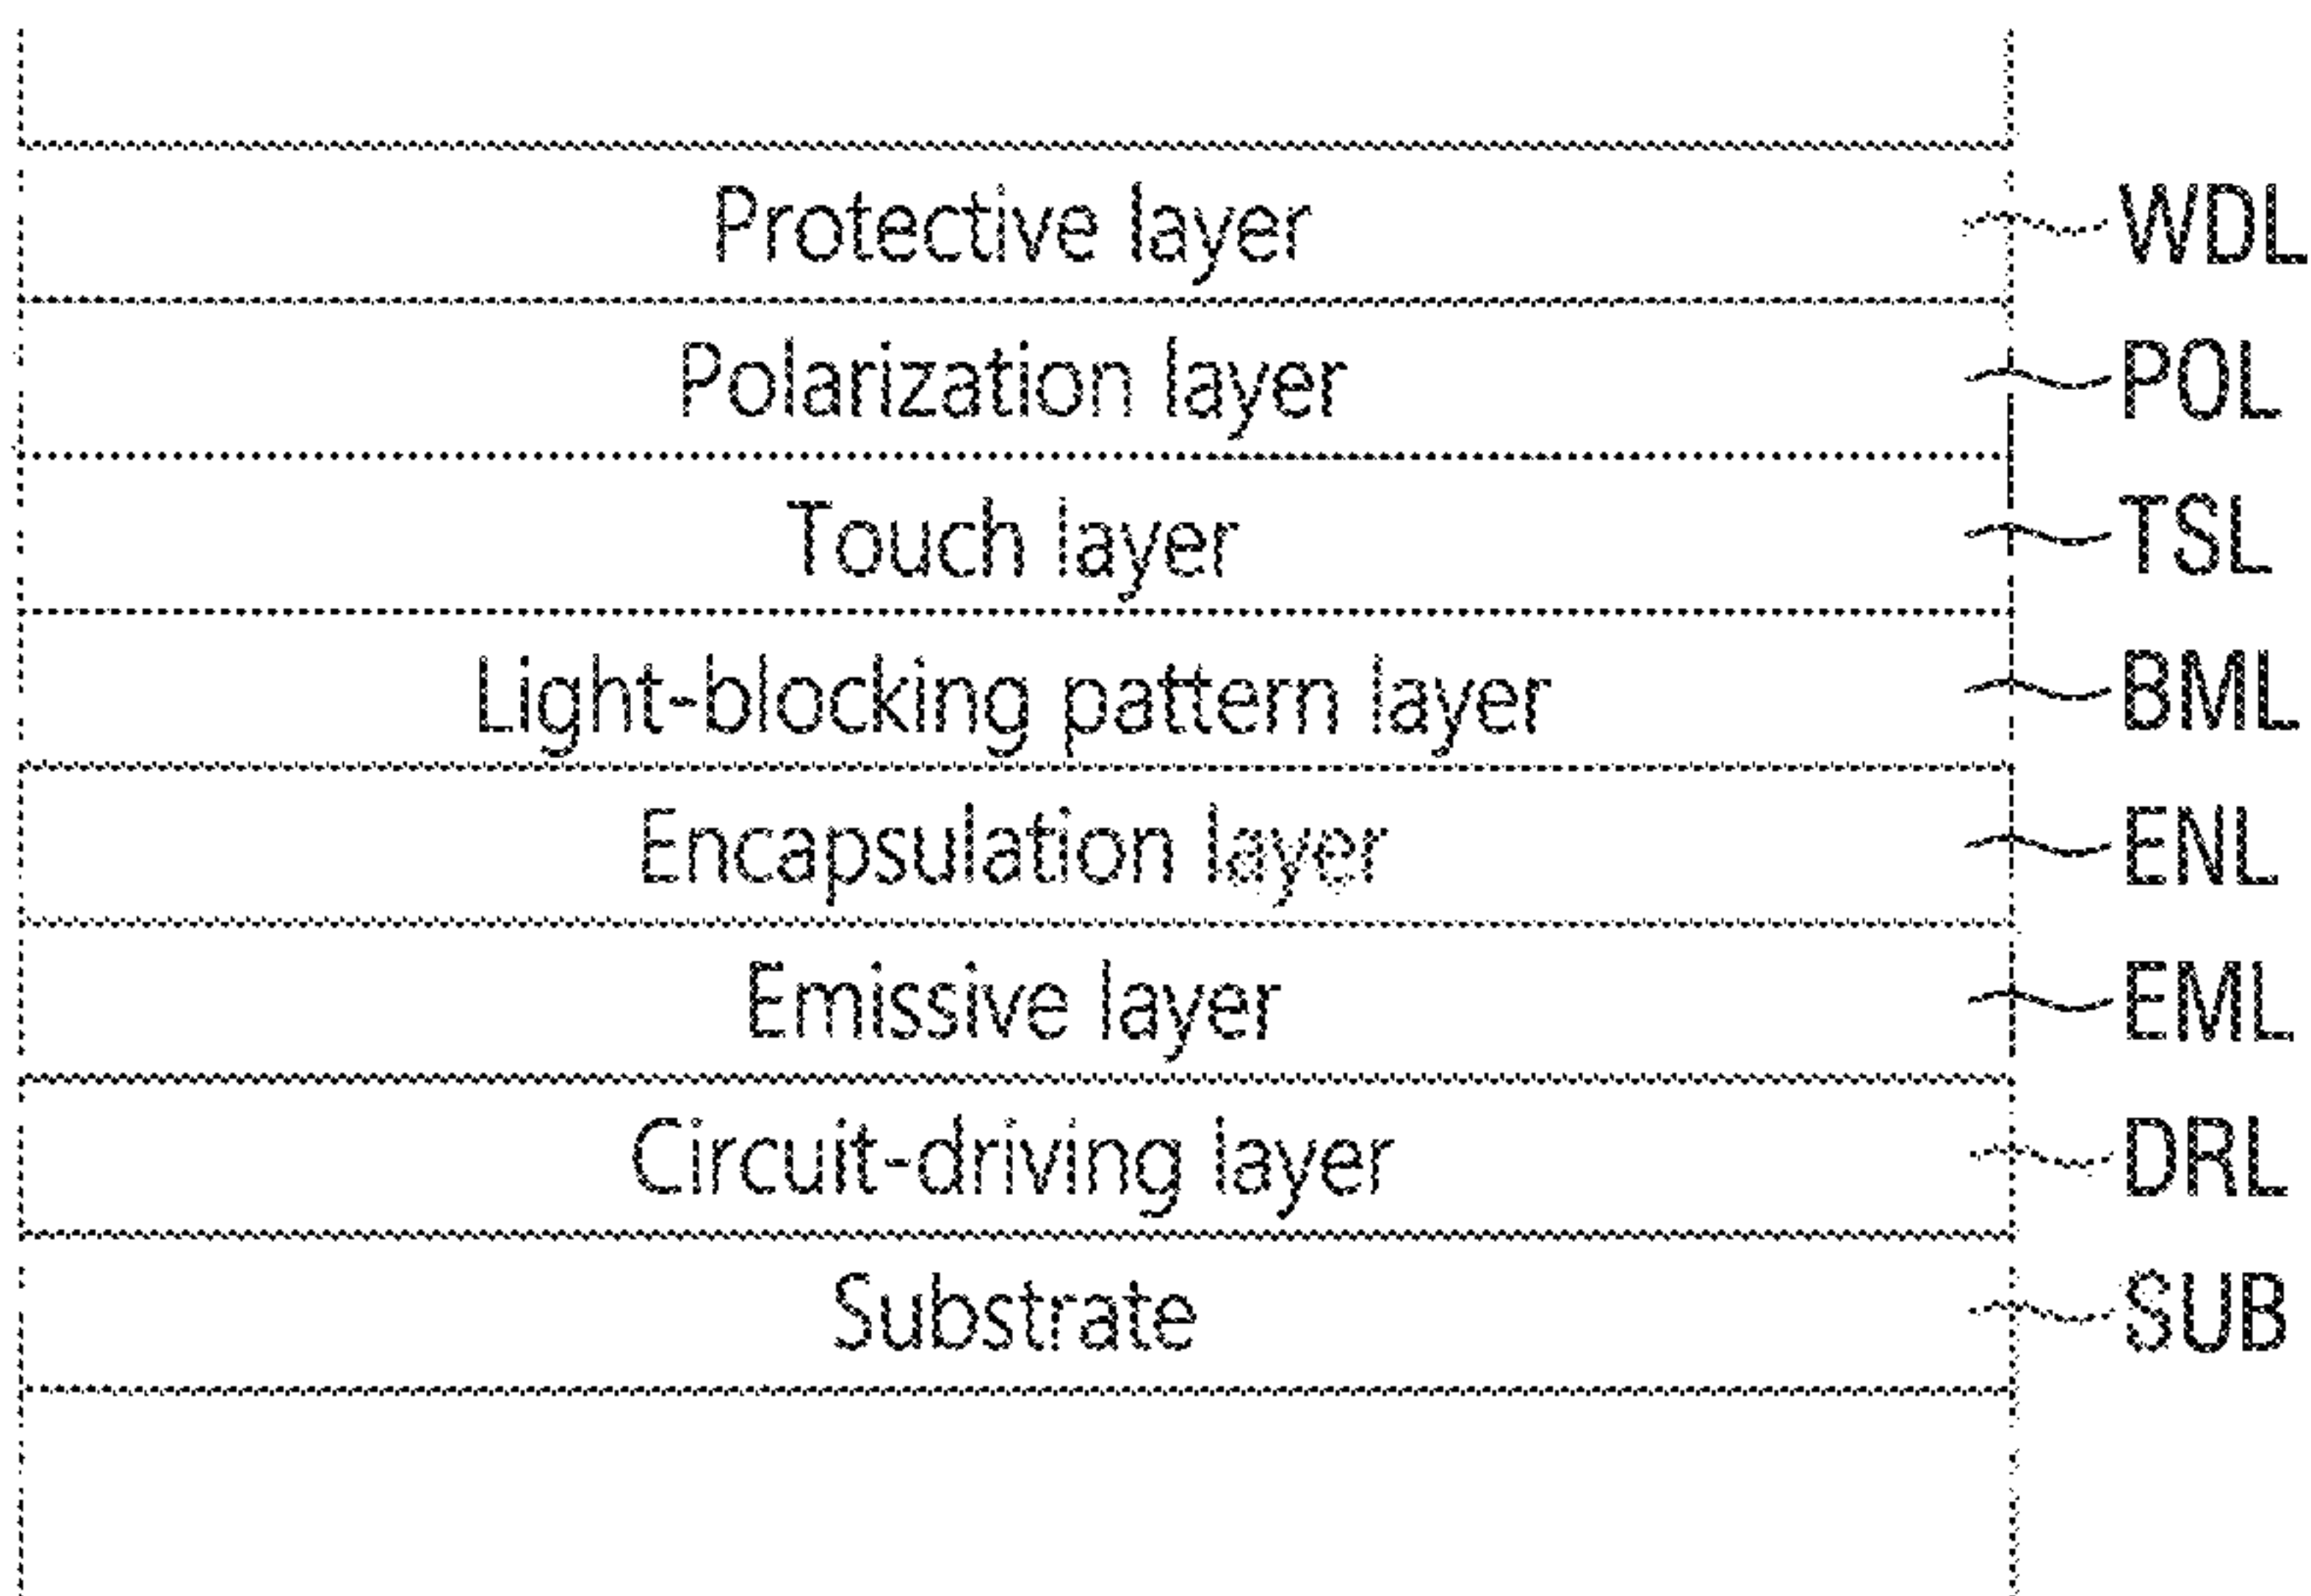 Protective layer WDL
Polarization layer POL
Touch layer TSL
Light-blocking pattern layer BML
Encapsulation layer ENL
Emissive layer EML
Circuit-driving layer DRL
Substrate SUB